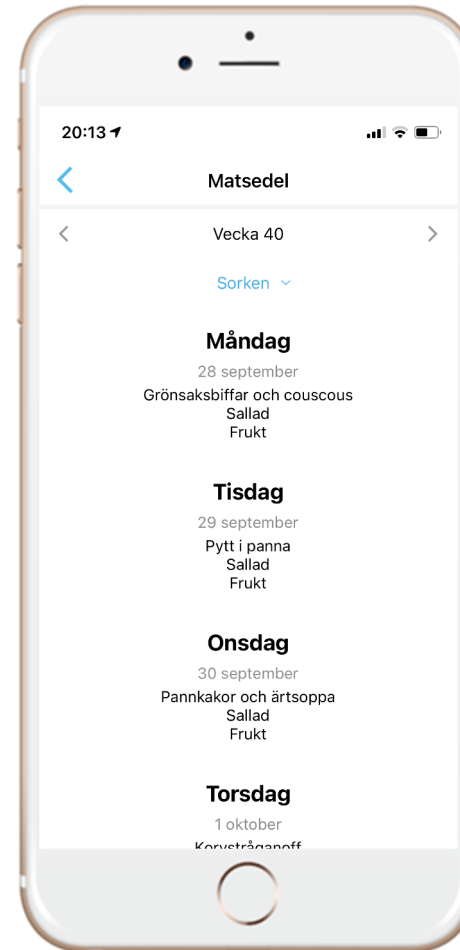 20:13
Matsedel
Vecka 40
Sorken
Måndag
28 september
Grönsaksbiffar och couscous
Sallad
Frukt
Tisdag
29 september
Pytt i panna
Sallad
Frukt
Onsdag
30 september
Pannkakor och ärtsoppa
Sallad
Frukt
Torsdag
1 oktober
Korvstråganoff